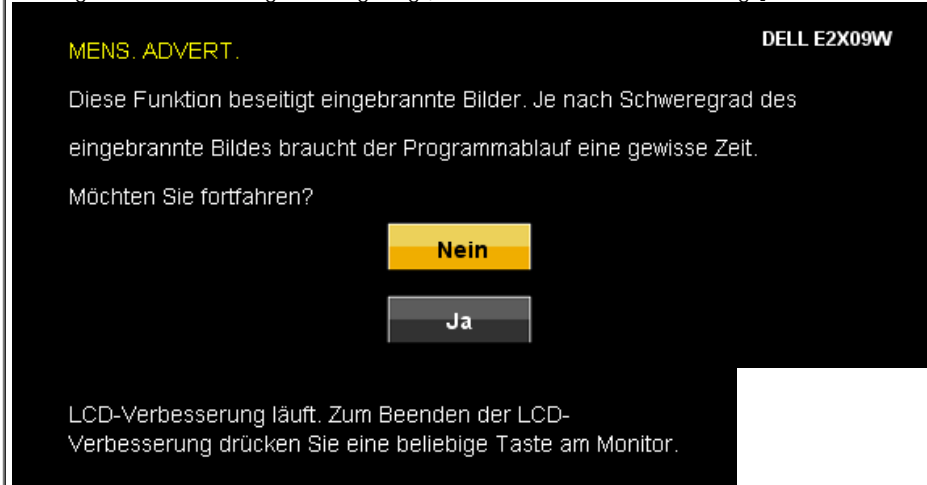 MENS. ADVERT.
DELL E2X09W
Diese Funktion beseitigt eingebrannte Bilder. Je nach Schweregrad des
eingebrannte Bildes braucht der Programmablauf eine gewisse Zeit.
Möchten Sie fortfahren?
Nein
Ja
LCD-Verbesserung läuft. Zum Beenden der LCD-
Verbesserung drücken Sie eine beliebige Taste am Monitor.